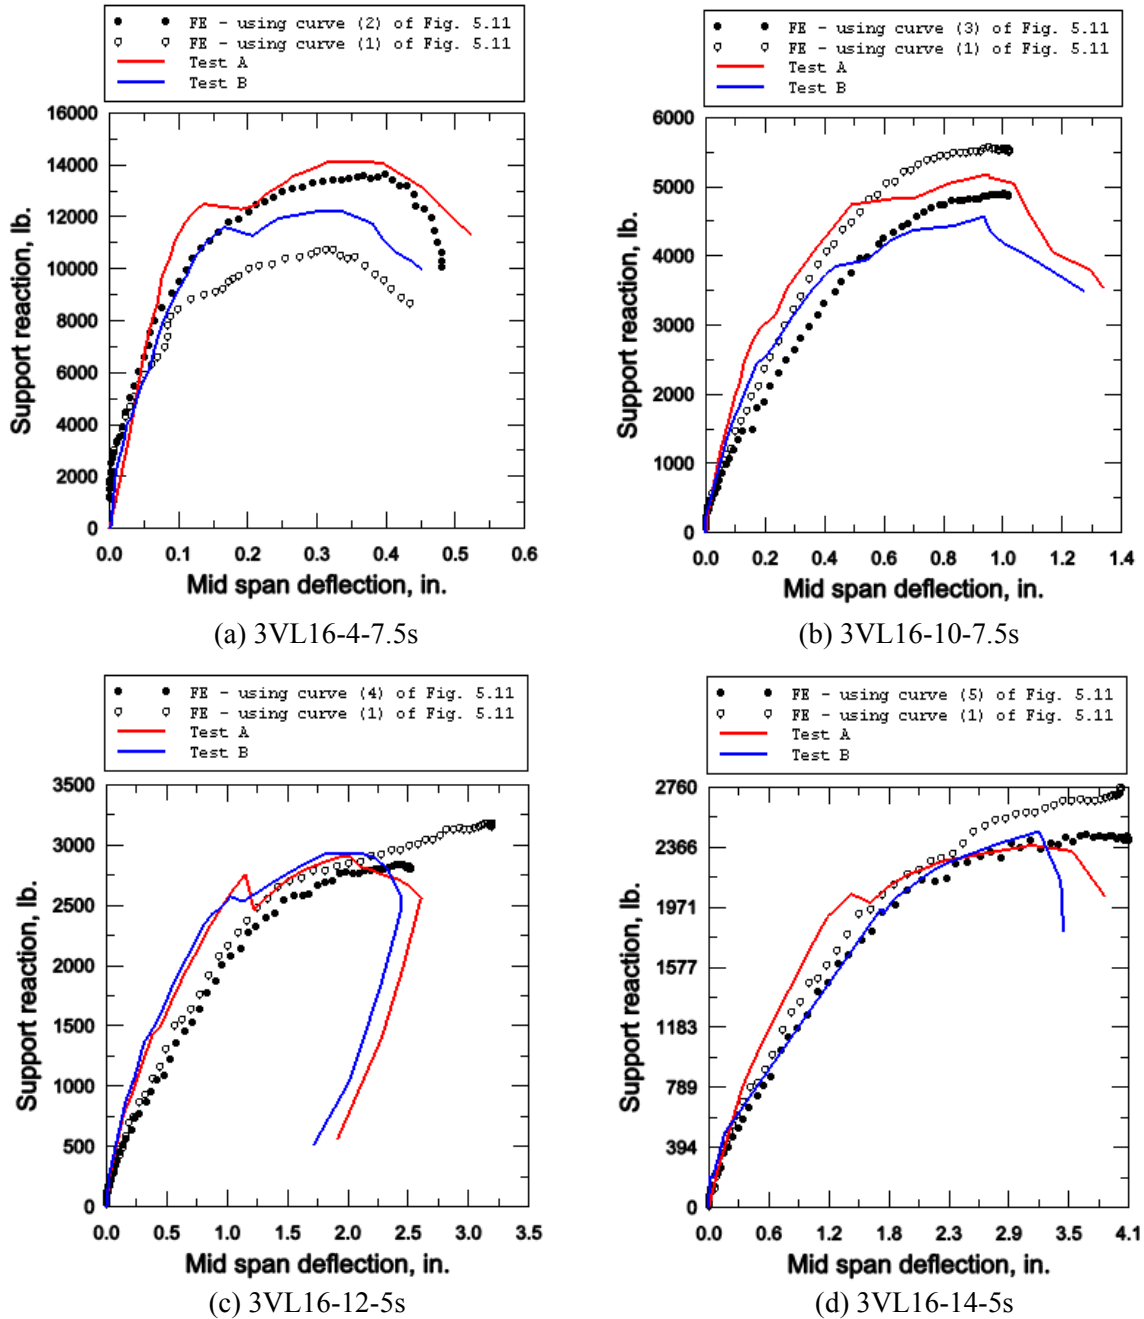 FE - using curve (2) of Fig. 5.11
FE - using curve (1) of Fig. 5.11
Test A
Test B
16000
14000
12000
10000
8000
6000
4000
2000
0
Support reaction, lb.
0.0 0.1 0.2 0.3 0.4 0.5 0.6
Mid span deflection, in.
(a) 3VL16-4-7.5s
FE - using curve (3) of Fig. 5.11
FE - using curve (1) of Fig. 5.11
Test A
Test B
6000
5000
4000
3000
2000
1000
0
Support reaction, lb.
0.0 0.2 0.4 0.6 0.8 1.0 1.2 1.4
Mid span deflection, in.
(b) 3VL16-10-7.5s
FE - using curve (4) of Fig. 5.11
FE - using curve (1) of Fig. 5.11
Test A
Test B
3500
3000
2500
2000
1500
1000
500
0
Support reaction, lb.
0.0 0.5 1.0 1.5 2.0 2.5 3.0 3.5
Mid span deflection, in.
(c) 3VL16-12-5s
FE - using curve (5) of Fig. 5.11
FE - using curve (1) of Fig. 5.11
Test A
Test B
2760
2366
1971
1577
1183
789
394
0
Support reaction, lb.
0.0 0.6 1.2 1.8 2.3 2.9 3.5 4.1
Mid span deflection, in.
(d) 3VL16-14-5s